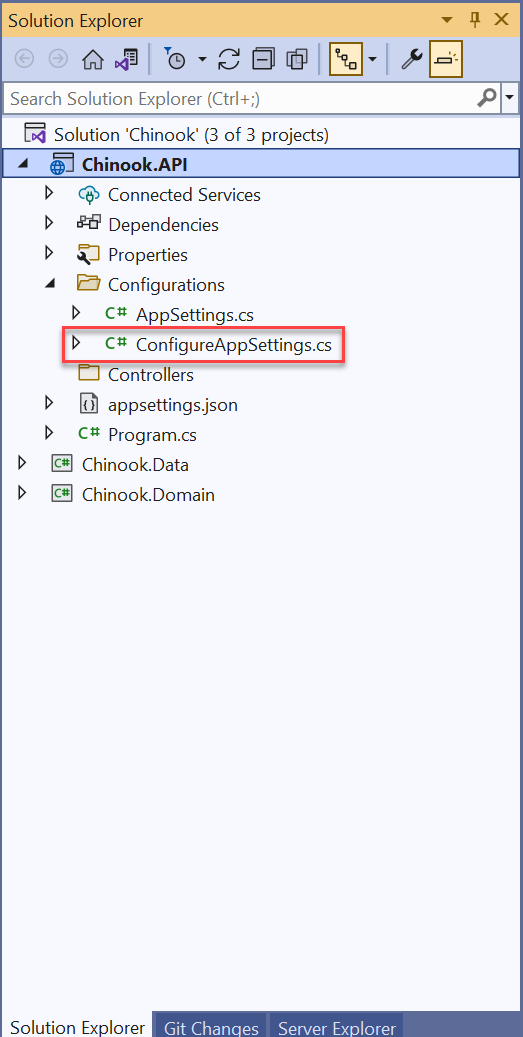 Solution Explorer
Search Solution Explorer (Ctrl+;)
Solution 'Chinook' (3 of 3 projects)
Chinook.API
Connected Services
Dependencies
Properties
Configurations
C# AppSettings.cs
C# ConfigureAppSettings.cs
Controllers
appsettings.json
C# Program.cs
C# Chinook.Data
C# Chinook.Domain
Solution Explorer Git Changes Server Explorer